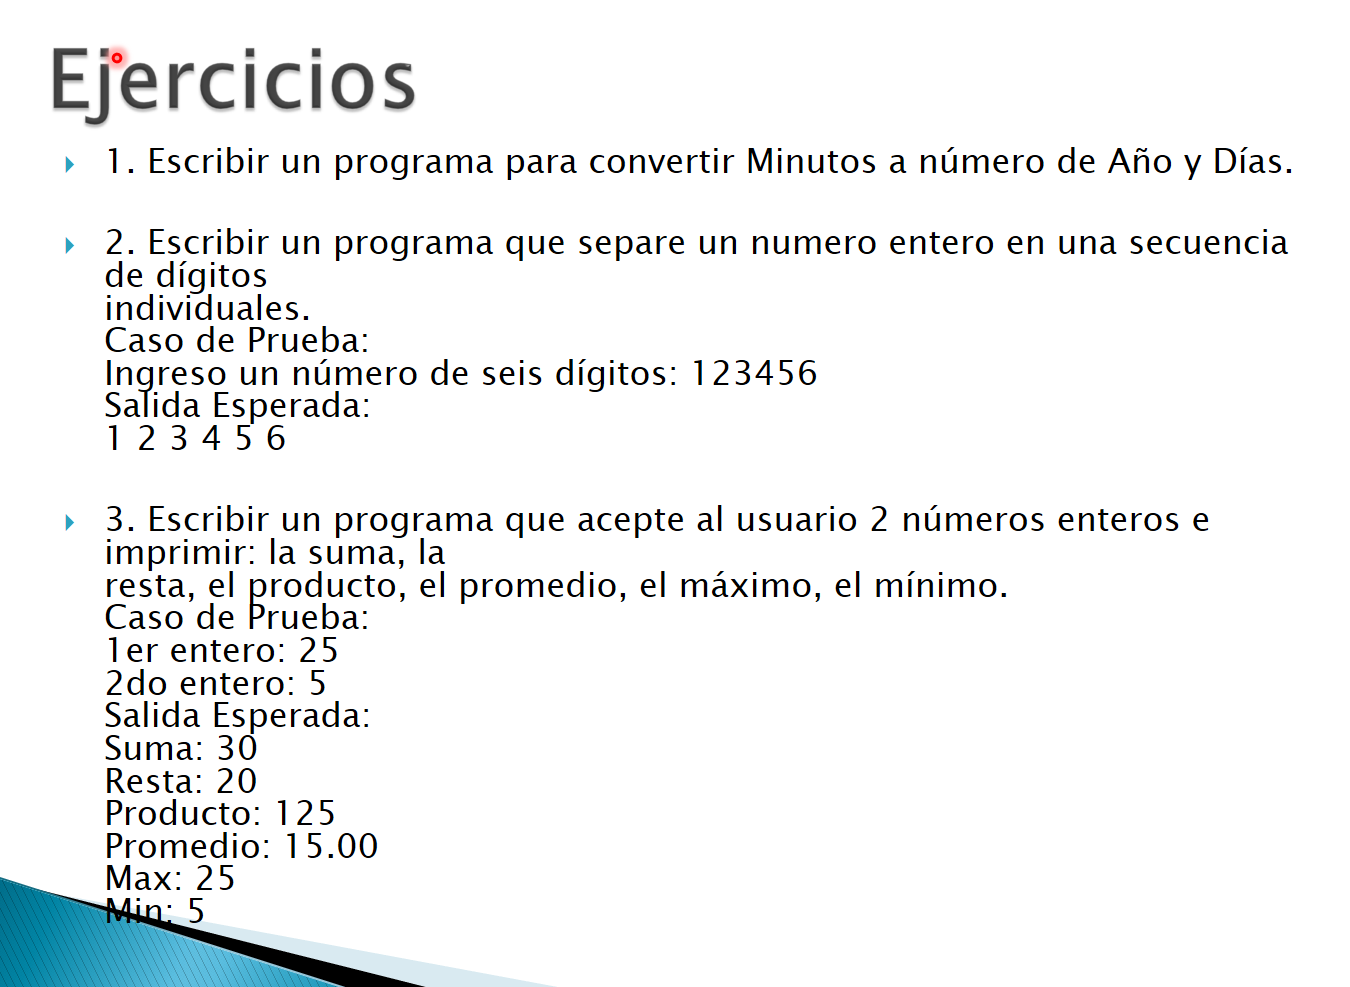 Ejercicios
1. Escribir un programa para convertir Minutos a número de Año y Días.
2. Escribir un programa que separe un numero entero en una secuencia
de dígitos
individuales.
Caso de Prueba:
Ingreso un número de seis dígitos: 123456
Salida Esperada:
1 2 3 4 5 6
3. Escribir un programa que acepte al usuario 2 números enteros e
imprimir: la suma, la
resta, el producto, el promedio, el máximo, el mínimo.
Caso de Prueba:
1er entero: 25
2do entero: 5
Salida Esperada:
Suma: 30
Resta: 20
Producto: 125
Promedio: 15.00
Max: 25
Min: 5